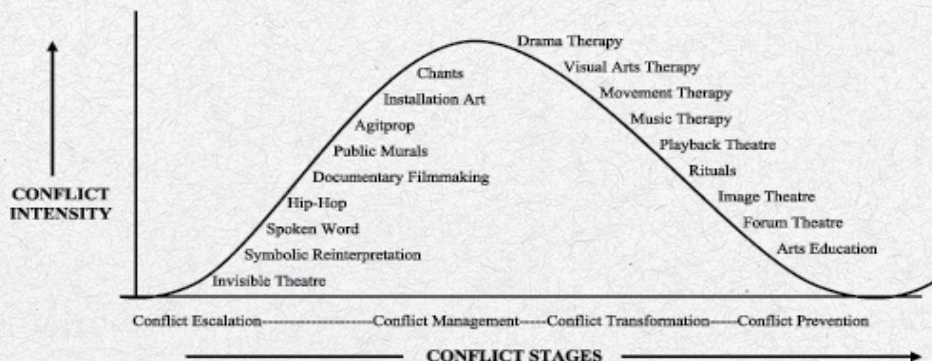 Drama Therapy
Chants
Visual Arts Therapy
Installation Art
Movement Therapy
Agitprop
Music Therapy
Public Murals
Playback Theatre
Documentary Filmmaking
Rituals
CONFLICT
INTENSITY
Hip-Hop
Image Theatre
Spoken Word
Forum Theatre
Symbolic Reinterpretation
Arts Education
Invisible Theatre
Conflict Escalation--------------------Conflict Management-----Conflict Transformation-----Conflict Prevention
CONFLICT STAGES